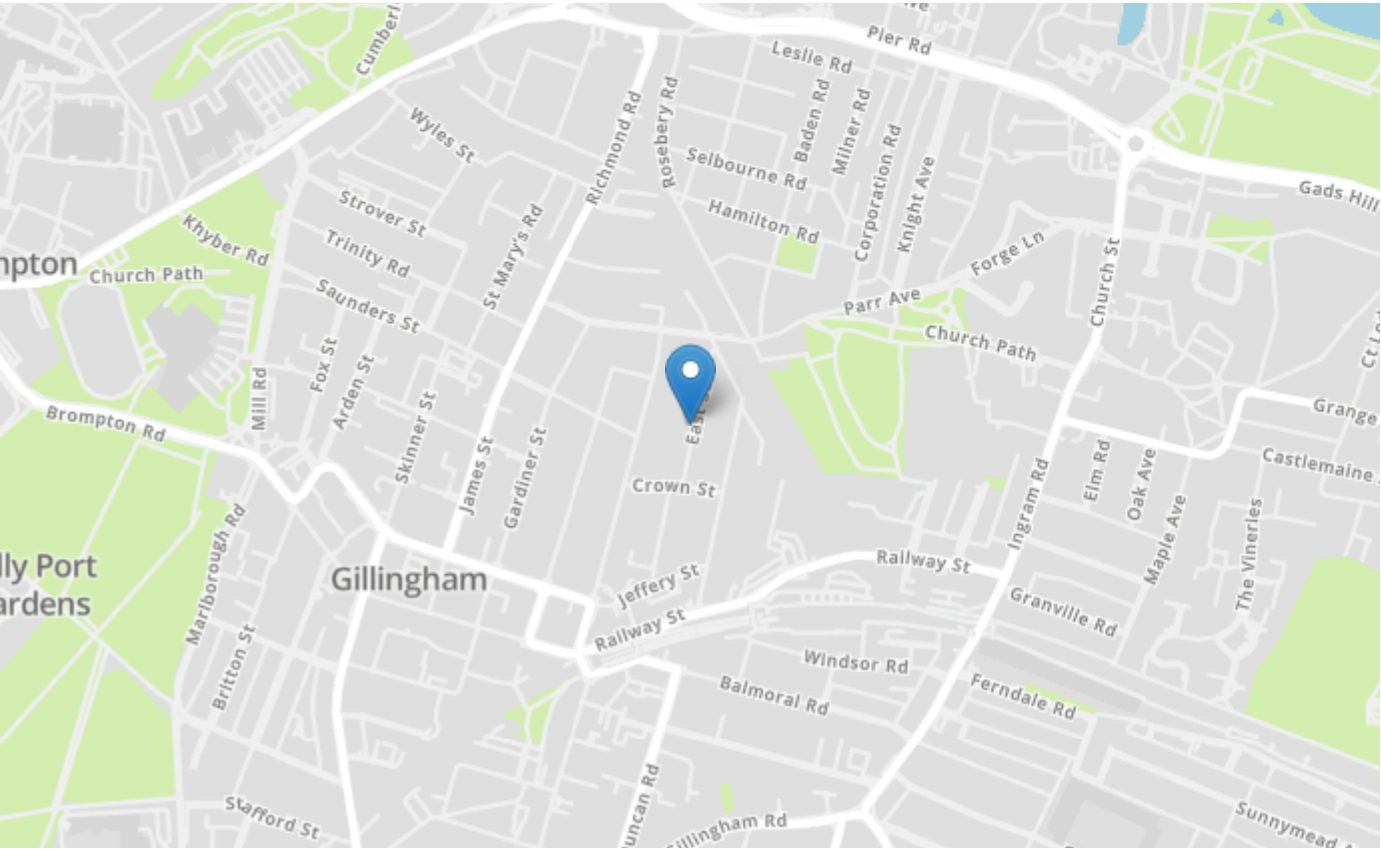 Pier Rd
Leslie Rd
Cumberl
Wyles St
Richmond Rd
Rosebery Rd
Baden Rd
Milner Rd
Corporation Rd
Knight Ave
Selbourne Rd
Gads Hill
Strover St
Hamilton Rd
Khyber Rd
St Mary's Rd
Trinity Rd
Forge Ln
Church St
mpton
Church Path
Saunders St
Parr Ave
Church Path
Fox St
Arden St
Mill Rd
Skinner St
Brompton Rd
James St
Gardiner St
East S
Grange
Castlemaine
Crown St
Elm Rd
Oak Ave
Ingram Rd
Maple Ave
The Vineries
Marlborough Rd
lly Port
ardens
Gillingham
Jeffery St
Railway St
Railway St
Granville Rd
Britton St
Windsor Rd
Balmoral Rd
Ferndale Rd
uncan Rd
Stafford St
Gillingham Rd
Sunnymead A